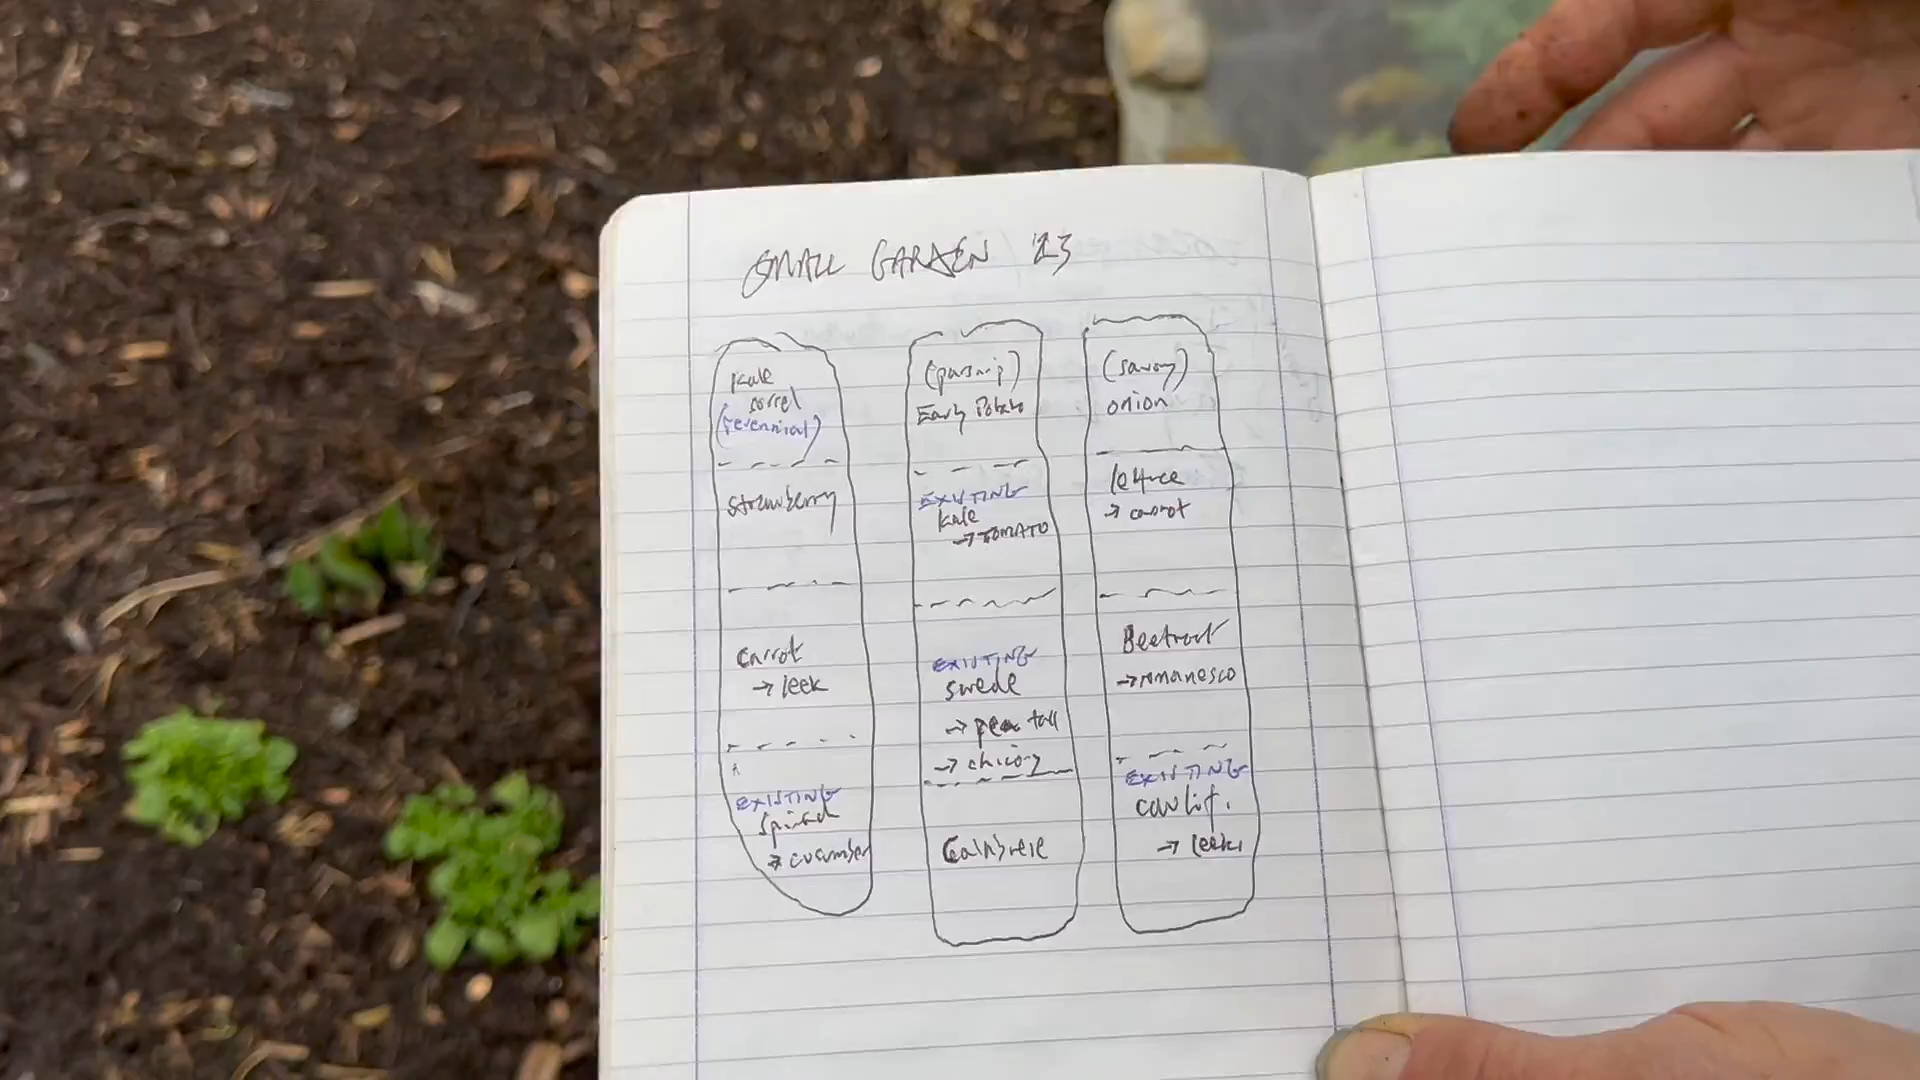 SMALL GARDEN '23
Kale
sorrel
(Perennial)
strawberry
carrot
→ leek
EXISTING
spinach
→ cucumber
(parsnip)
Early Potato
EXISTING
kale
→ TOMATO
EXISTING
swede
→ pea tall
→ chicory
Calabrese
(savoy)
onion
lettuce
→ carrot
Beetroot
→ romanesco
EXISTING
caulif.
→ leek